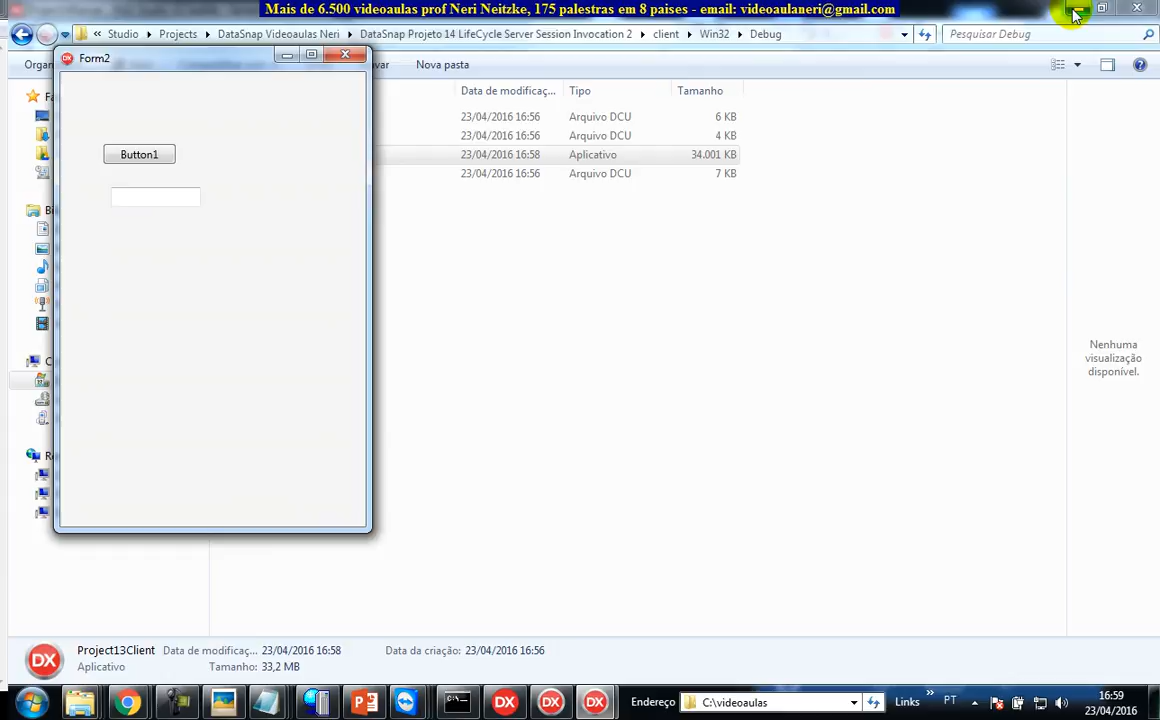 Mais de 6.500 videoaulas prof Neri Neitzke, 175 palestras em 8 paises - email: videoaulaneri@gmail.com
« Studio Projects DataSnap Videoaulas Neri DataSnap Projeto 14 LifeCycle Server Session Invocation 2 client Win32 Debug
Pesquisar Debug
Organ
Nova pasta
Form2
Data de modificaç... Tipo Tamanho
23/04/2016 16:56 Arquivo DCU 6 KB
23/04/2016 16:56 Arquivo DCU 4 KB
Button1
23/04/2016 16:58 Aplicativo 34.001 KB
23/04/2016 16:56 Arquivo DCU 7 KB
Nenhuma
visualização
disponível.
Project13Client Data de modificaç... 23/04/2016 16:58 Data da criação: 23/04/2016 16:56
Aplicativo Tamanho: 33,2 MB
DX
Endereço C:\videoaulas Links » PT
16:59
23/04/2016